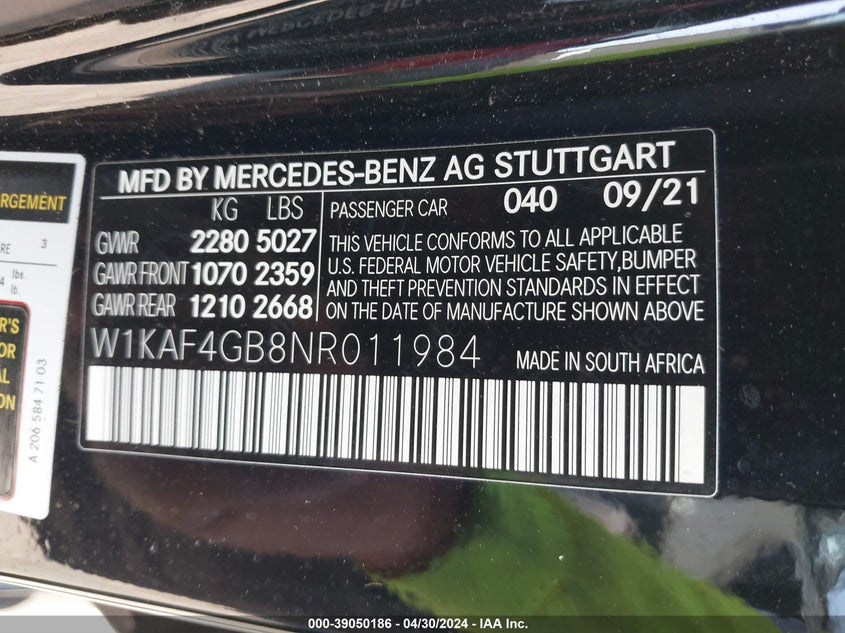 MFD BY MERCEDES-BENZ AG STUTTGART
KG LBS
GVWR 2280 5027
GAWR FRONT 1070 2359
GAWR REAR 1210 2668
PASSENGER CAR 040 09/21
THIS VEHICLE CONFORMS TO ALL APPLICABLE
U.S. FEDERAL MOTOR VEHICLE SAFETY,BUMPER
AND THEFT PREVENTION STANDARDS IN EFFECT
ON THE DATE OF MANUFACTURE SHOWN ABOVE
W1KAF4GB8NR011984 MADE IN SOUTH AFRICA
3
lbs.
lb.
A 206 584 71 03
000-39050186 - 04/30/2024 - IAA Inc.